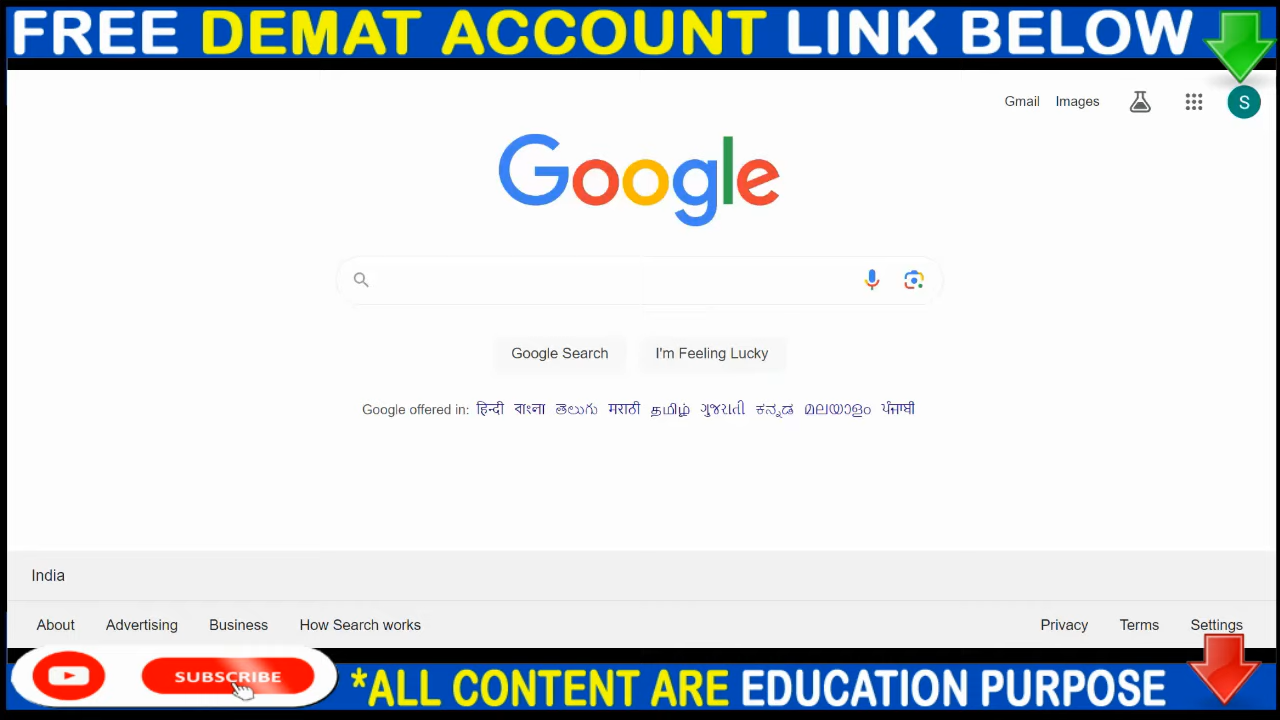 FREE DEMAT ACCOUNT LINK BELOW
Gmail Images S
Google
Google Search I'm Feeling Lucky
Google offered in: हिन्दी বাংলা తెలుగు मराठी தமிழ் ગુજરાતી ಕನ್ನಡ മലയാളം ਪੰਜਾਬੀ
India
About Advertising Business How Search works Privacy Terms Settings
SUBSCRIBE
*ALL CONTENT ARE EDUCATION PURPOSE